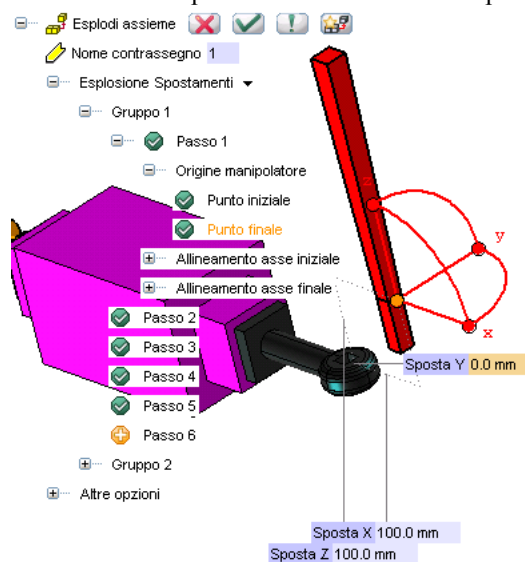 Esplodi assieme
Nome contrassegno 1
Esplosione Spostamenti
Gruppo 1
Passo 1
Origine manipolatore
Punto iniziale
Punto finale
Allineamento asse iniziale
Allineamento asse finale
Passo 2
Passo 3
Passo 4
Passo 5
Passo 6
Gruppo 2
Altre opzioni
z
y
x
Sposta Y 0.0 mm
Sposta X 100.0 mm
Sposta Z 100.0 mm